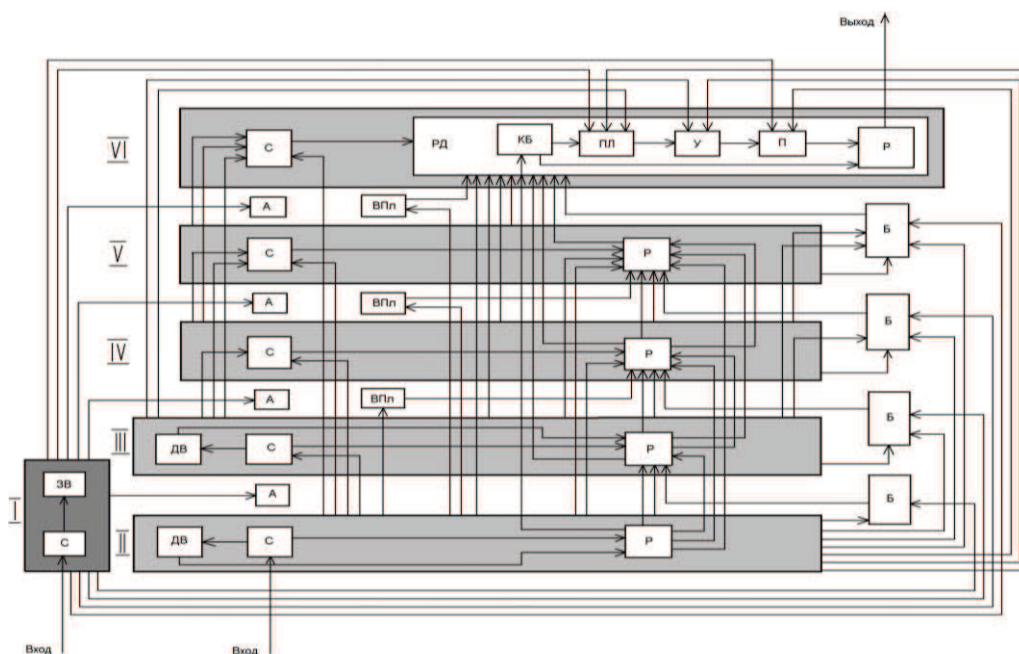 Выход
VI
С
РД
КБ
ПЛ
У
П
Р
А
ВПл
Б
V
С
Р
А
ВПл
Б
IV
С
Р
А
ВПл
Б
III
ДВ
С
Р
I
ЗВ
С
А
Б
II
ДВ
С
Р
Вход
Вход